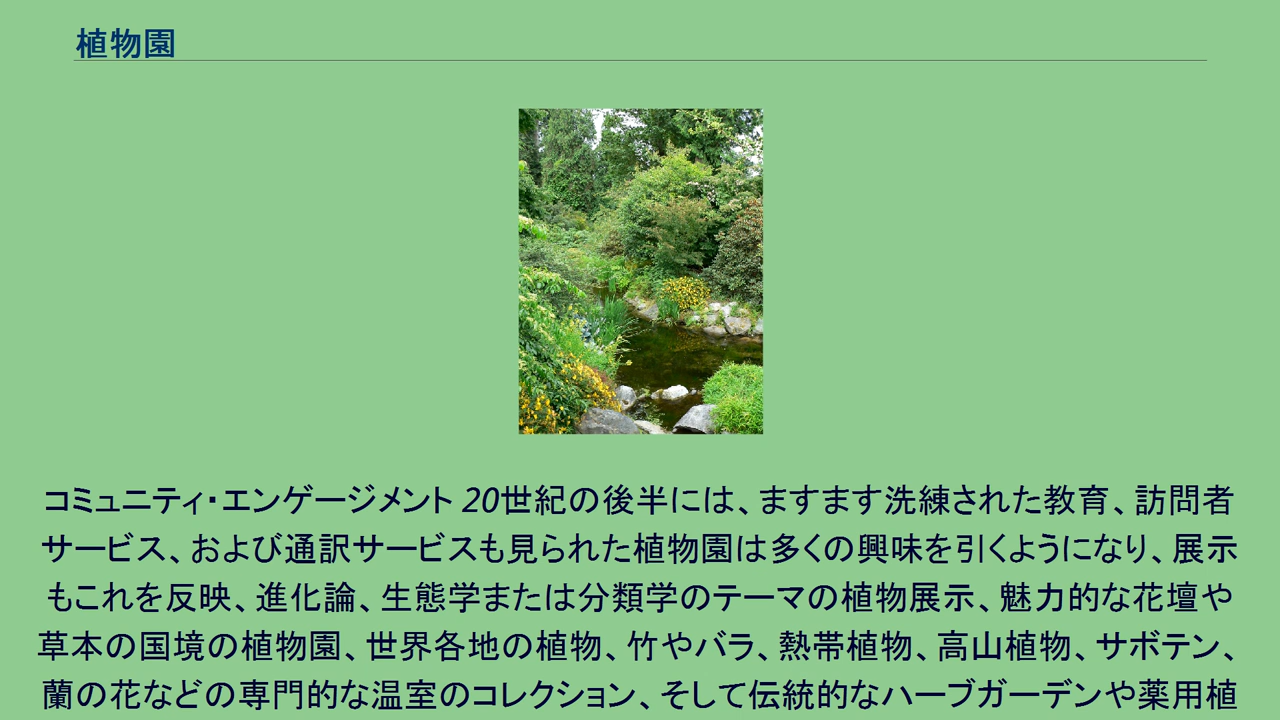 植物園
コミュニティ・エンゲージメント 20世紀の後半には、ますます洗練された教育、訪問者
サービス、および通訳サービスも見られた植物園は多くの興味を引くようになり、展示
もこれを反映、進化論、生態学または分類学のテーマの植物展示、魅力的な花壇や
草本の国境の植物園、世界各地の植物、竹やバラ、熱帯植物、高山植物、サボテン、
蘭の花などの専門的な温室のコレクション、そして伝統的なハーブガーデンや薬用植